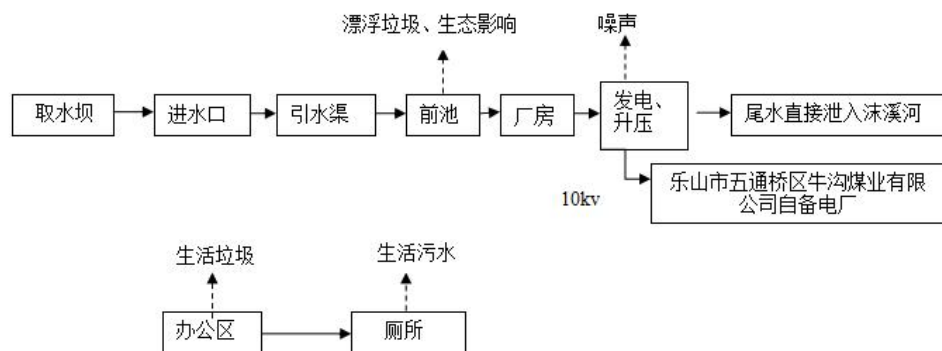 漂浮垃圾、生态影响
噪声
取水坝
进水口
引水渠
前池
厂房
发电、
升压
尾水直接泄入沫溪河
10kv
乐山市五通桥区牛沟煤业有限
公司自备电厂
生活垃圾
生活污水
办公区
厕所